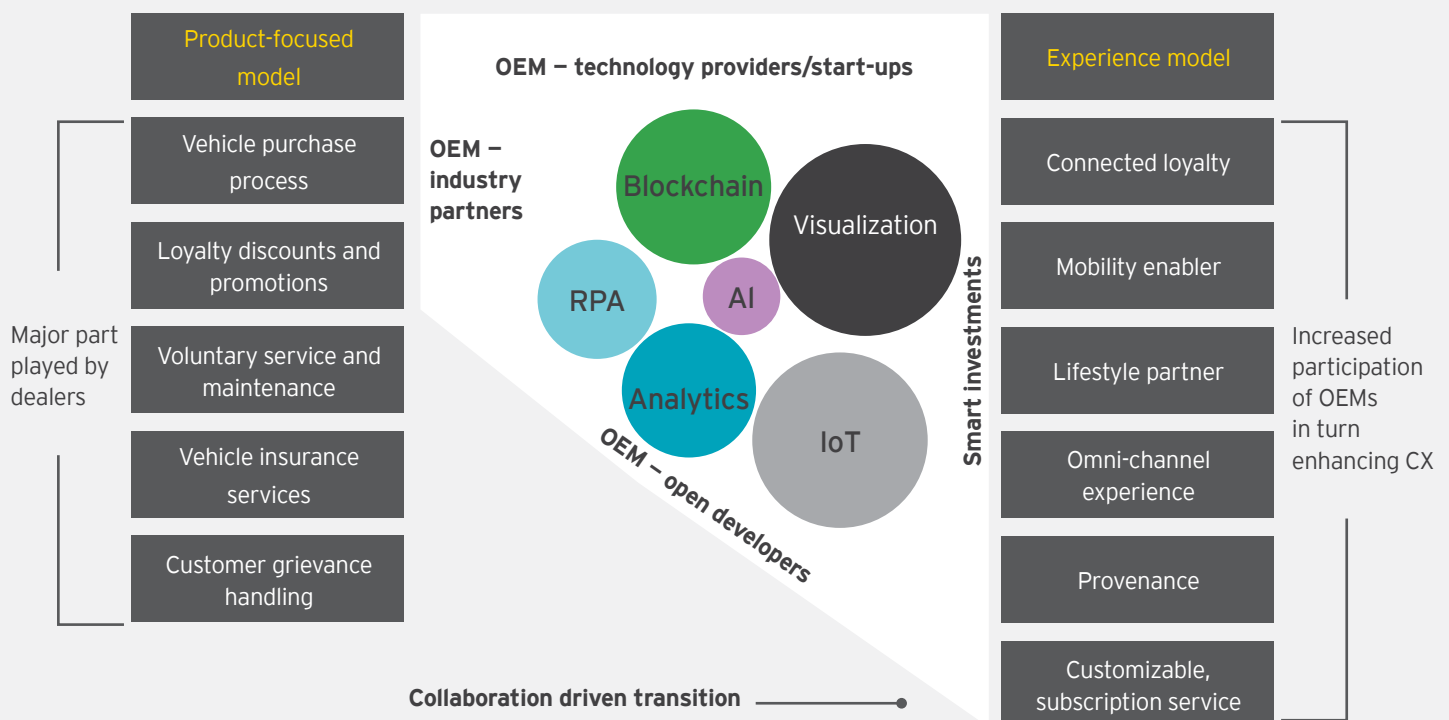 Product-focused
model
Vehicle purchase
process
Loyalty discounts and
promotions
Voluntary service and
maintenance
Vehicle insurance
services
Customer grievance
handling
Major part
played by
dealers
OEM – technology providers/start-ups
OEM –
industry
partners
Blockchain
Visualization
RPA
AI
Analytics
IoT
Smart investments
OEM – open developers
Collaboration driven transition
Experience model
Connected loyalty
Mobility enabler
Lifestyle partner
Omni-channel
experience
Provenance
Customizable,
subscription service
Increased
participation
of OEMs
in turn
enhancing CX